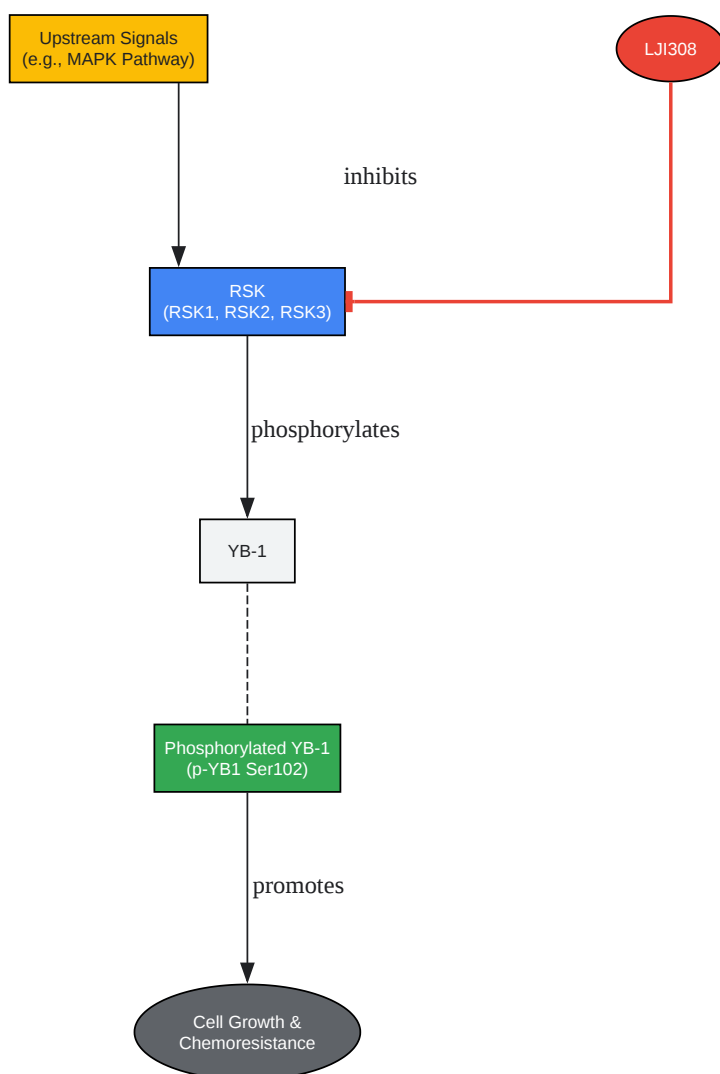 Upstream Signals
(e.g., MAPK Pathway)
LJI308
inhibits
RSK
(RSK1, RSK2, RSK3)
phosphorylates
YB-1
Phosphorylated YB-1
(p-YB1 Ser102)
promotes
Cell Growth &
Chemoresistance